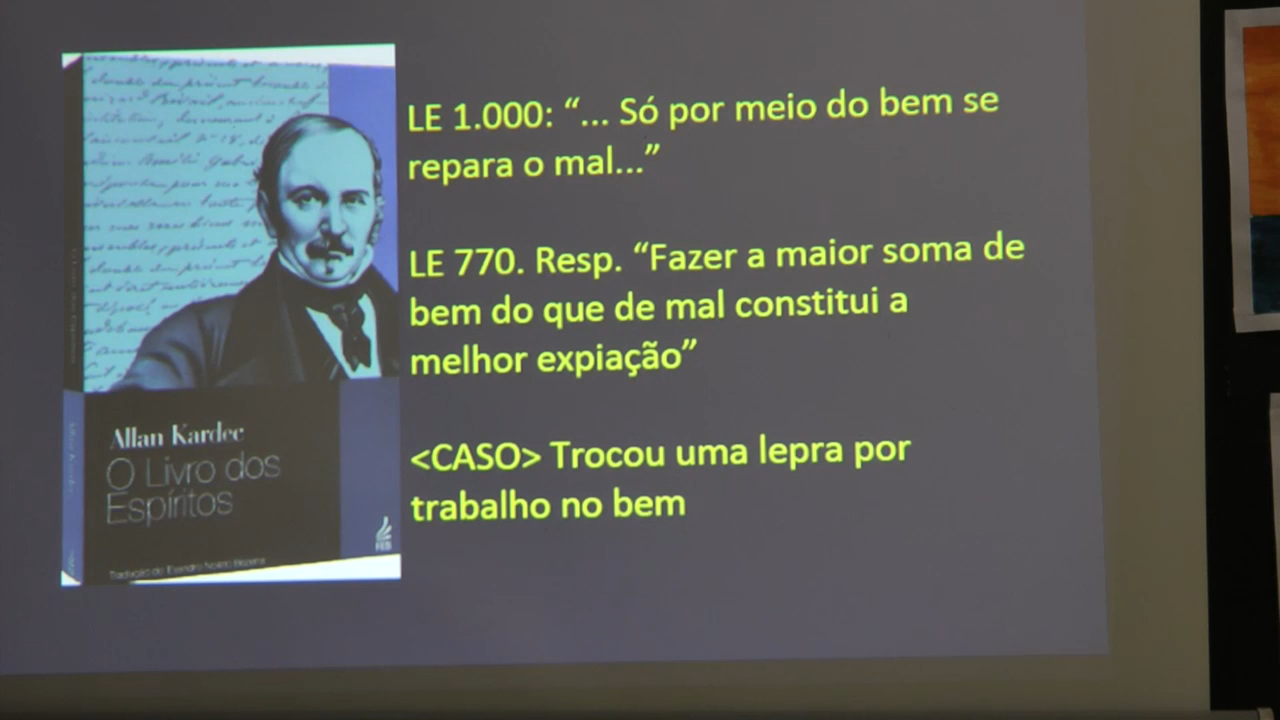 LE 1.000: “... Só por meio do bem se
repara o mal...”
LE 770. Resp. “Fazer a maior soma de
bem do que de mal constitui a
melhor expiação”
<CASO> Trocou uma lepra por
trabalho no bem
Allan Kardec
O Livro dos
Espíritos
FEB